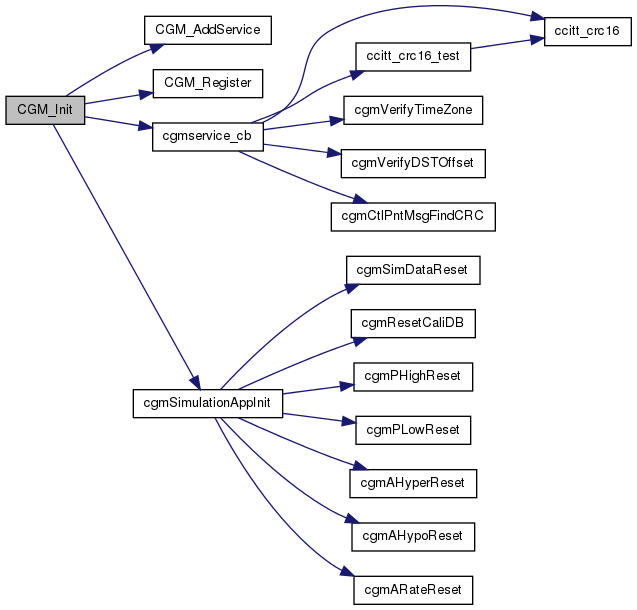 CGM_Init
CGM_AddService
CGM_Register
cgmservice_cb
ccitt_crc16_test
ccitt_crc16
cgmVerifyTimeZone
cgmVerifyDSTOffset
cgmCtlPntMsgFindCRC
cgmSimulationAppInit
cgmSimDataReset
cgmResetCaliDB
cgmPHighReset
cgmPLowReset
cgmAHyperReset
cgmAHypoReset
cgmARateReset